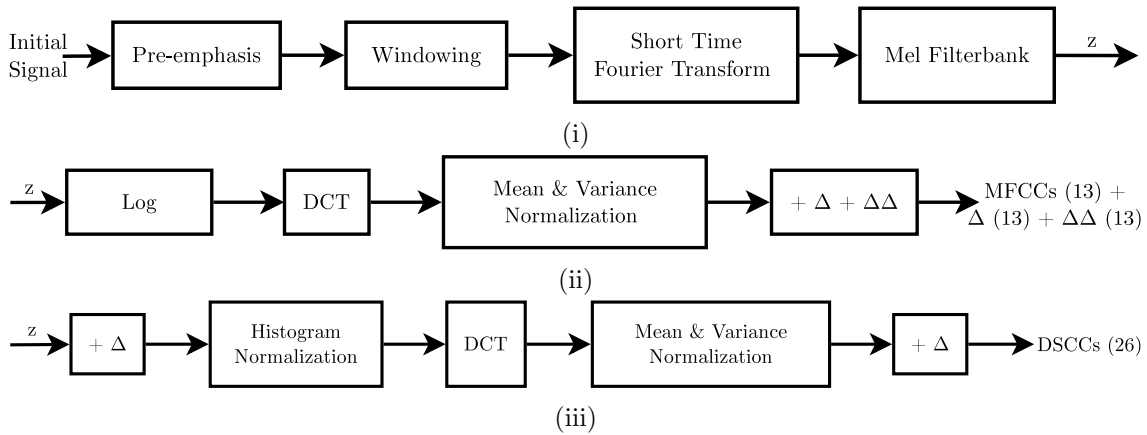 Initial
Signal
Pre-emphasis
Windowing
Short Time
Fourier Transform
Mel Filterbank
z
(i)
z
Log
DCT
Mean & Variance
Normalization
+ Δ + ΔΔ
MFCCs (13) +
Δ (13) + ΔΔ (13)
(ii)
z
+ Δ
Histogram
Normalization
DCT
Mean & Variance
Normalization
+ Δ
DSCCs (26)
(iii)